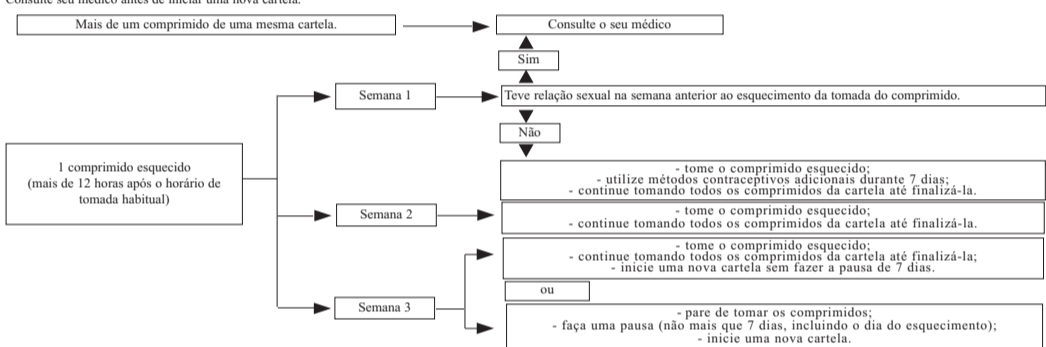 Consulte seu médico antes de iniciar uma nova cartela.
Mais de um comprimido de uma mesma cartela.
Consulte o seu médico
Sim
Semana 1
Teve relação sexual na semana anterior ao esquecimento da tomada do comprimido.
Não
1 comprimido esquecido
(mais de 12 horas após o horário de
tomada habitual)
- tome o comprimido esquecido;
- utilize métodos contraceptivos adicionais durante 7 dias;
- continue tomando todos os comprimidos da cartela até finalizá-la.
Semana 2
- tome o comprimido esquecido;
- continue tomando todos os comprimidos da cartela até finalizá-la.
Semana 3
- tome o comprimido esquecido;
- continue tomando todos os comprimidos da cartela até finalizá-la;
- inicie uma nova cartela sem fazer a pausa de 7 dias.
ou
- pare de tomar os comprimidos;
- faça uma pausa (não mais que 7 dias, incluindo o dia do esquecimento);
- inicie uma nova cartela.